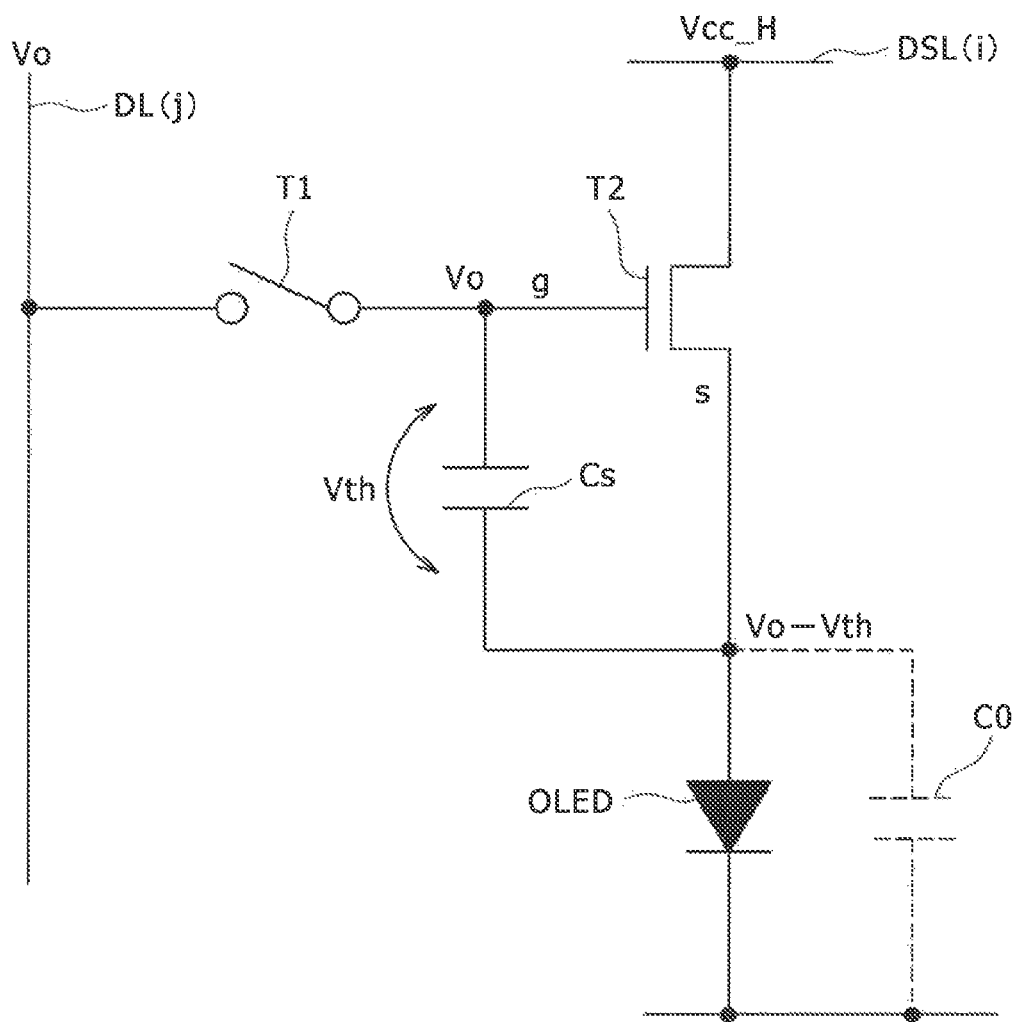 Vcc_H
DSL(i)
Vo
DL(j)
T1
T2
Vo
g
s
Vth
Cs
Vo－Vth
C0
OLED